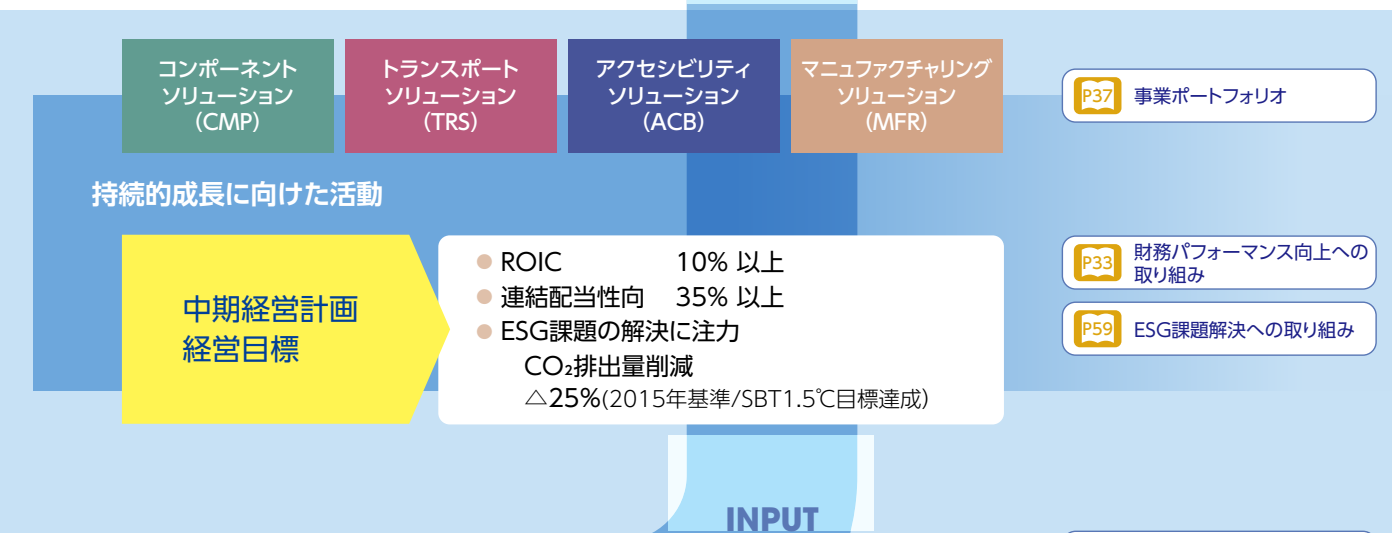 コンポーネント
ソリューション
(CMP)
トランスポート
ソリューション
(TRS)
アクセシビリティ
ソリューション
(ACB)
マニュファクチャリング
ソリューション
(MFR)
P37 事業ポートフォリオ
持続的成長に向けた活動
中期経営計画
経営目標
● ROIC 10% 以上
● 連結配当性向 35% 以上
● ESG課題の解決に注力
CO₂排出量削減
△25%(2015年基準/SBT1.5℃目標達成)
P33 財務パフォーマンス向上への
取り組み
P59 ESG課題解決への取り組み
INPUT